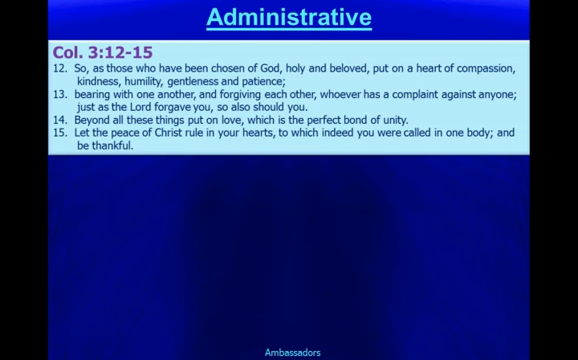 Administrative
Col. 3:12-15
12. So, as those who have been chosen of God, holy and beloved, put on a heart of compassion,
kindness, humility, gentleness and patience;
13. bearing with one another, and forgiving each other, whoever has a complaint against anyone;
just as the Lord forgave you, so also should you.
14. Beyond all these things put on love, which is the perfect bond of unity.
15. Let the peace of Christ rule in your hearts, to which indeed you were called in one body; and
be thankful.
Ambassadors